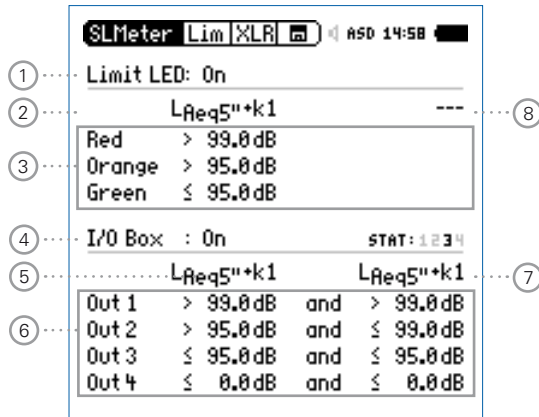 SLMeter Lim XLR ASD 14:58
1 Limit LED: On
2 LAeq5"+k1 --- 8
Red > 99.0dB
3 Orange > 95.0dB
Green ≤ 95.0dB
4 I/O Box : On STAT:1234
5 LAeq5"+k1 LAeq5"+k1 7
Out 1 > 99.0dB and > 99.0dB
6 Out 2 > 95.0dB and ≤ 99.0dB
Out 3 ≤ 95.0dB and ≤ 95.0dB
Out 4 ≤ 0.0dB and ≤ 0.0dB